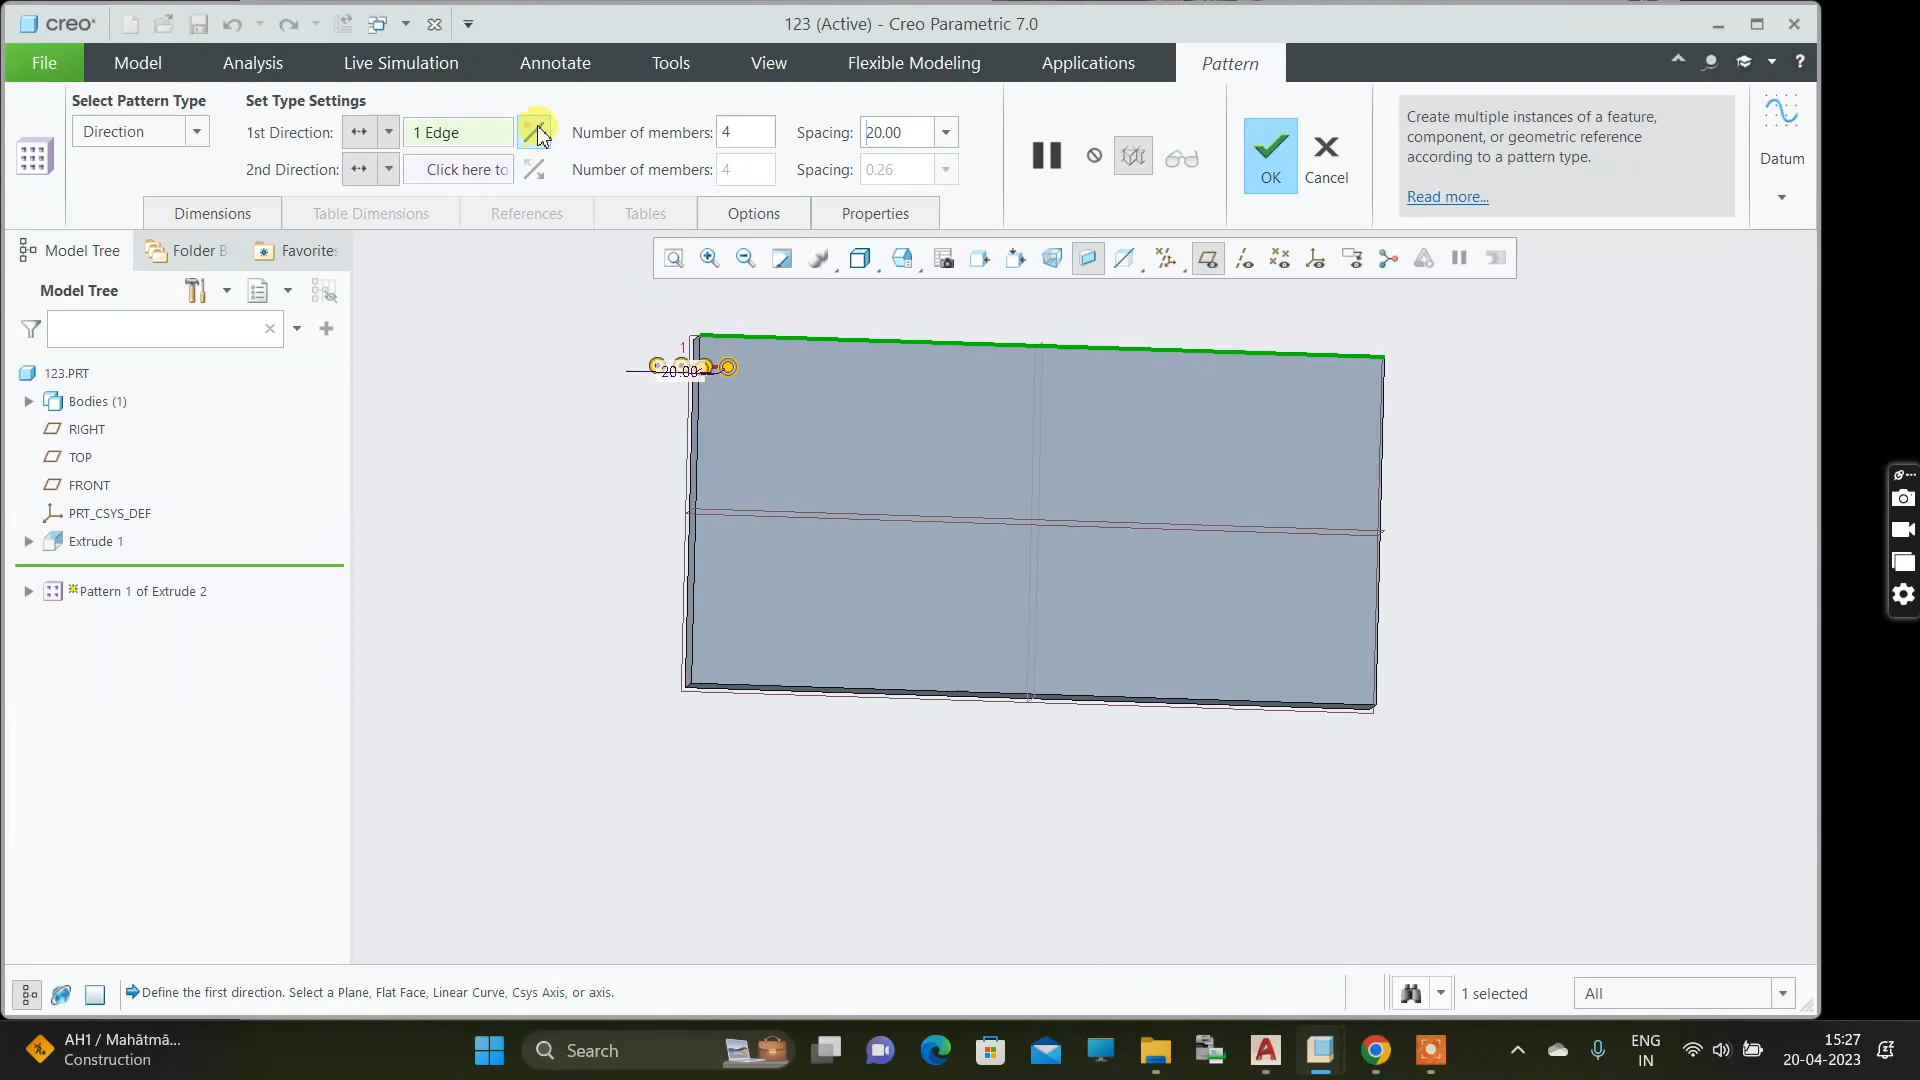 creo
123 (Active) - Creo Parametric 7.0
File Model Analysis Live Simulation Annotate Tools View Flexible Modeling Applications Pattern
Select Pattern Type
Direction
Set Type Settings
1st Direction: 1 Edge Number of members: 4 Spacing: 20.00
2nd Direction: Click here to Number of members: 4 Spacing: 0.26
OK
Cancel
Create multiple instances of a feature,
component, or geometric reference
according to a pattern type.
Read more...
Datum
Dimensions Table Dimensions References Tables Options Properties
Model Tree Folder B Favorites
Model Tree
123.PRT
Bodies (1)
RIGHT
TOP
FRONT
PRT_CSYS_DEF
Extrude 1
Pattern 1 of Extrude 2
1
20.00
Define the first direction. Select a Plane, Flat Face, Linear Curve, Csys Axis, or axis.
1 selected
All
AH1 / Mahātmā...
Construction
Search
ENG
IN
15:27
20-04-2023